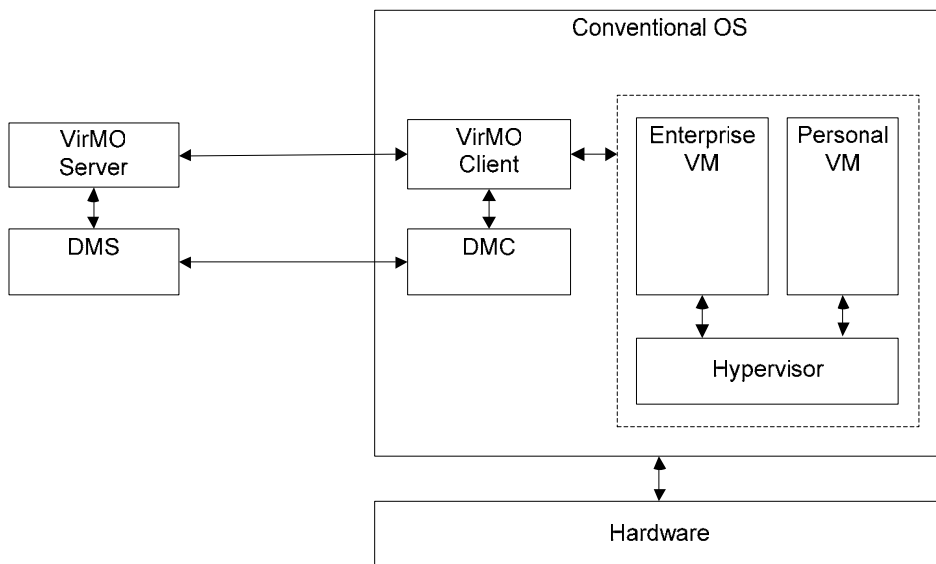 Conventional OS
VirMO
Server
VirMO
Client
Enterprise
VM
Personal
VM
DMS
DMC
Hypervisor
Hardware